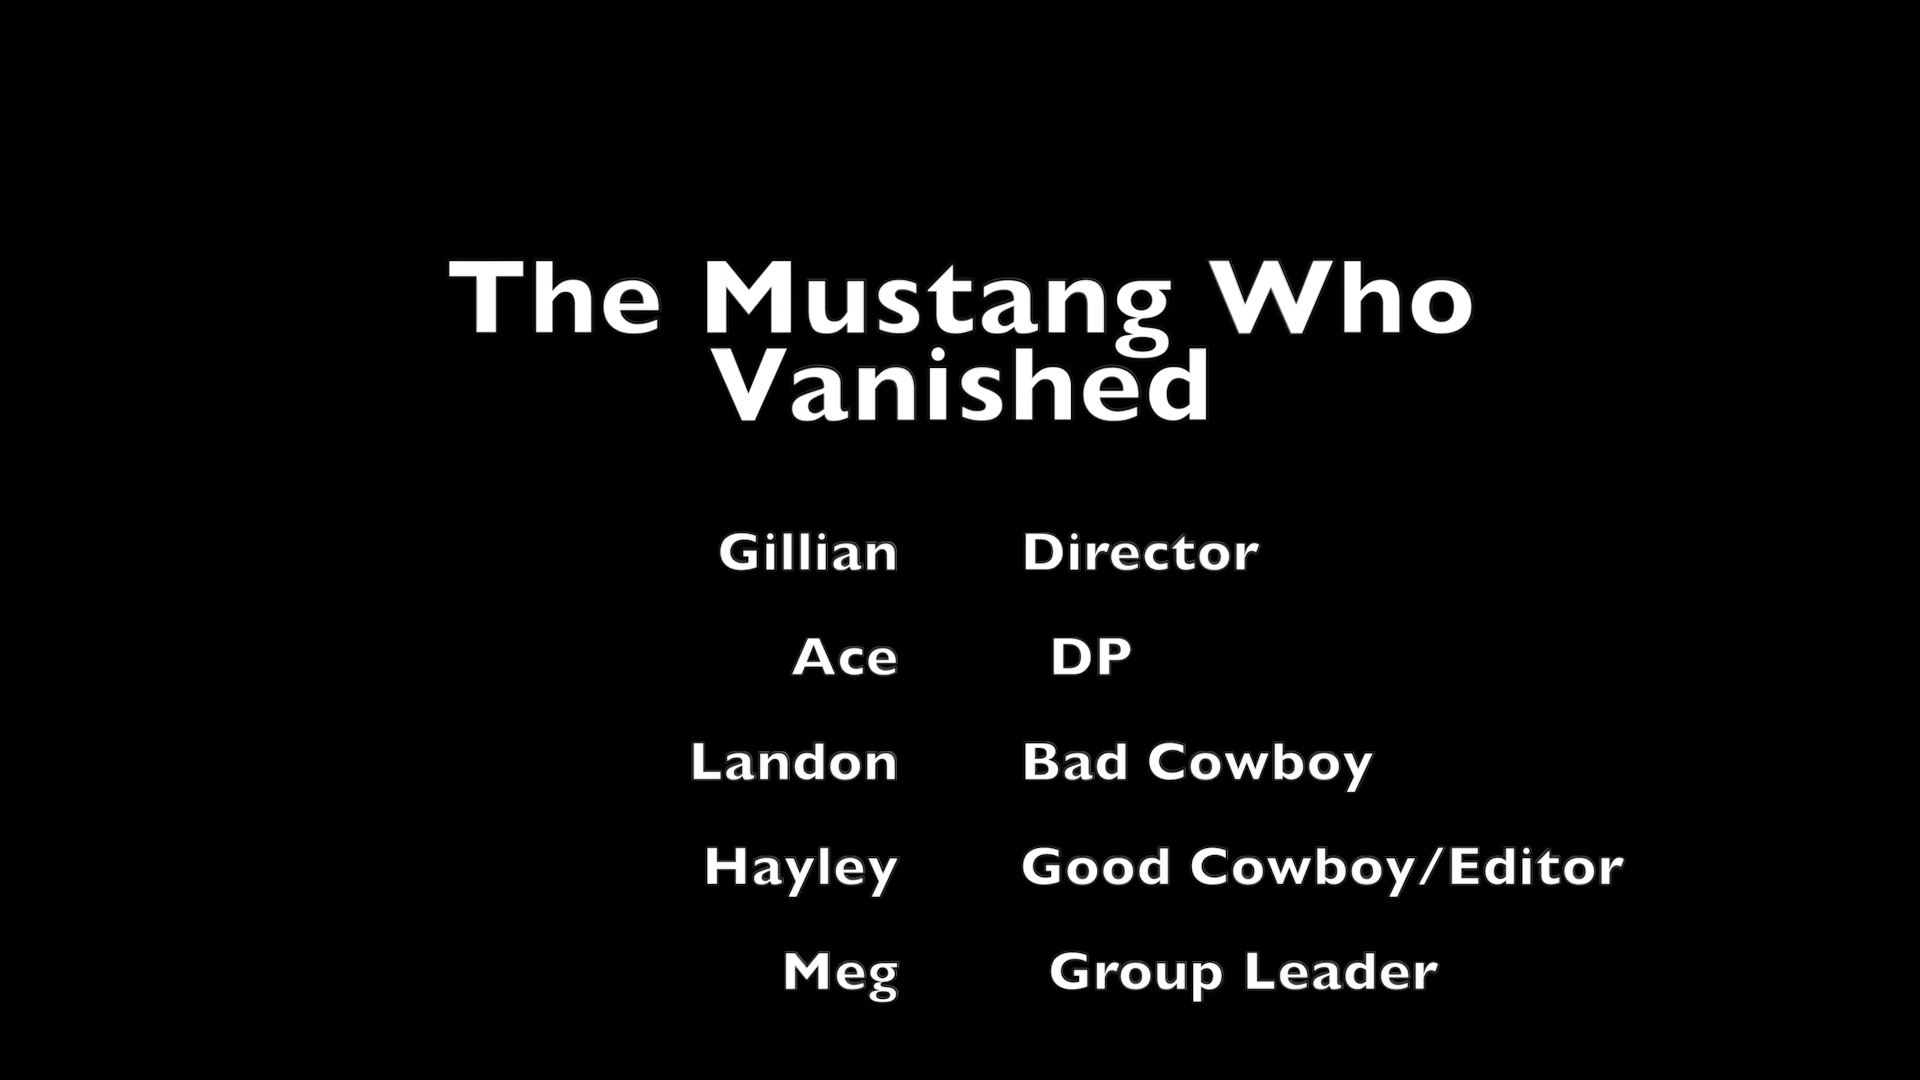 The Mustang Who
Vanished
Gillian Director
Ace DP
Landon Bad Cowboy
Hayley Good Cowboy/Editor
Meg Group Leader